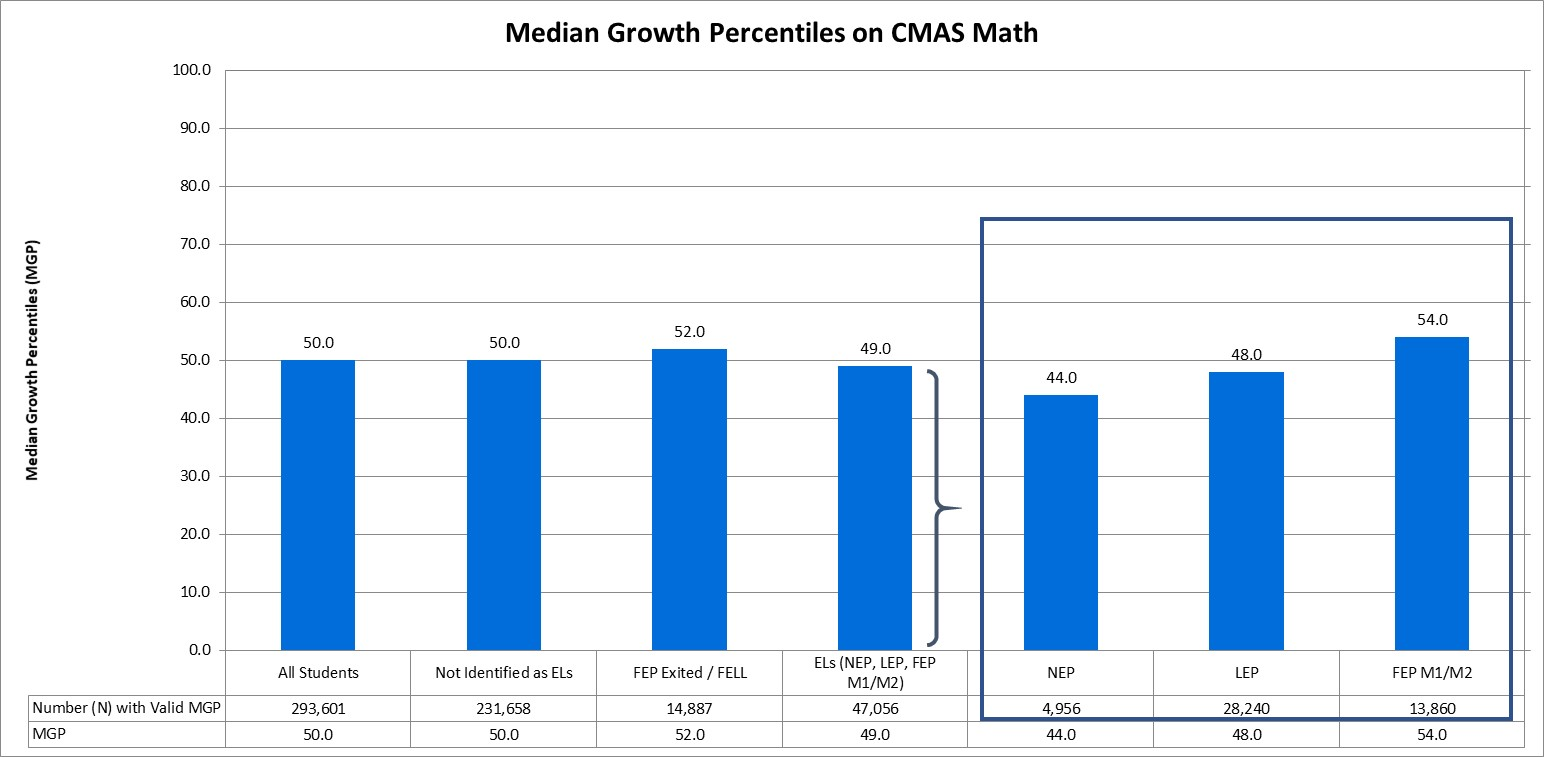 Median Growth Percentiles on CMAS Math
Median Growth Percentiles (MGP)
100.0
90.0
80.0
70.0
60.0
50.0
40.0
30.0
20.0
10.0
0.0
50.0
50.0
52.0
49.0
44.0
48.0
54.0
All Students
Not Identified as ELs
FEP Exited / FELL
ELs (NEP, LEP, FEP
M1/M2)
NEP
LEP
FEP M1/M2
Number (N) with Valid MGP 293,601 231,658 14,887 47,056 4,956 28,240 13,860
MGP 50.0 50.0 52.0 49.0 44.0 48.0 54.0